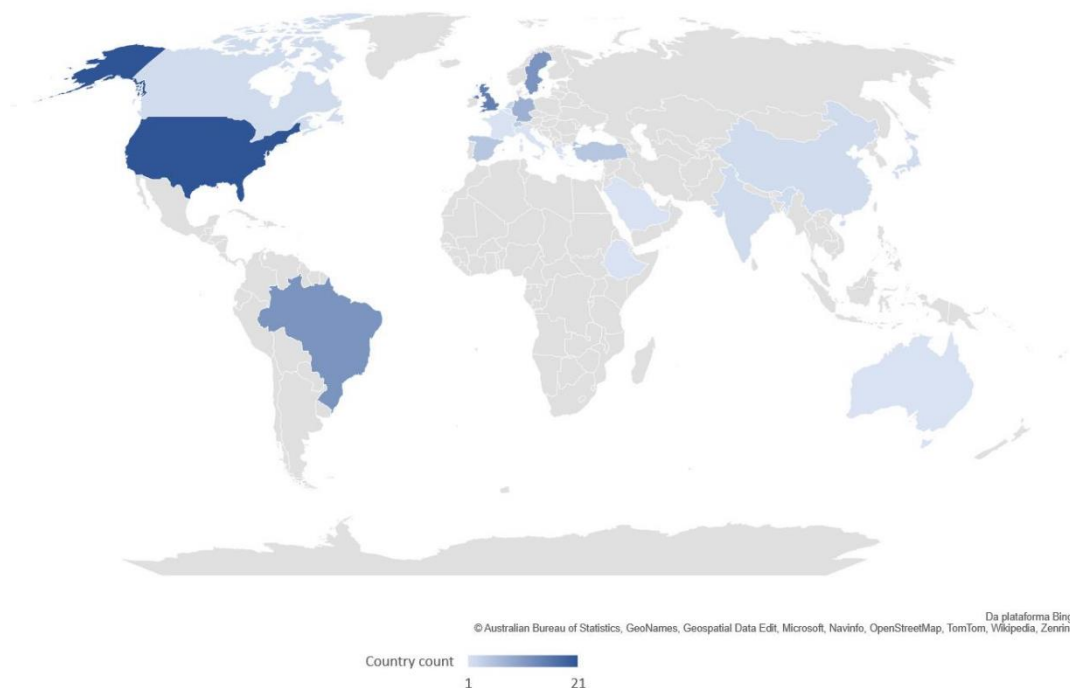 Da plataforma Bing
© Australian Bureau of Statistics, GeoNames, Geospatial Data Edit, Microsoft, Navinfo, OpenStreetMap, TomTom, Wikipedia, Zenrin
Country count
1 21